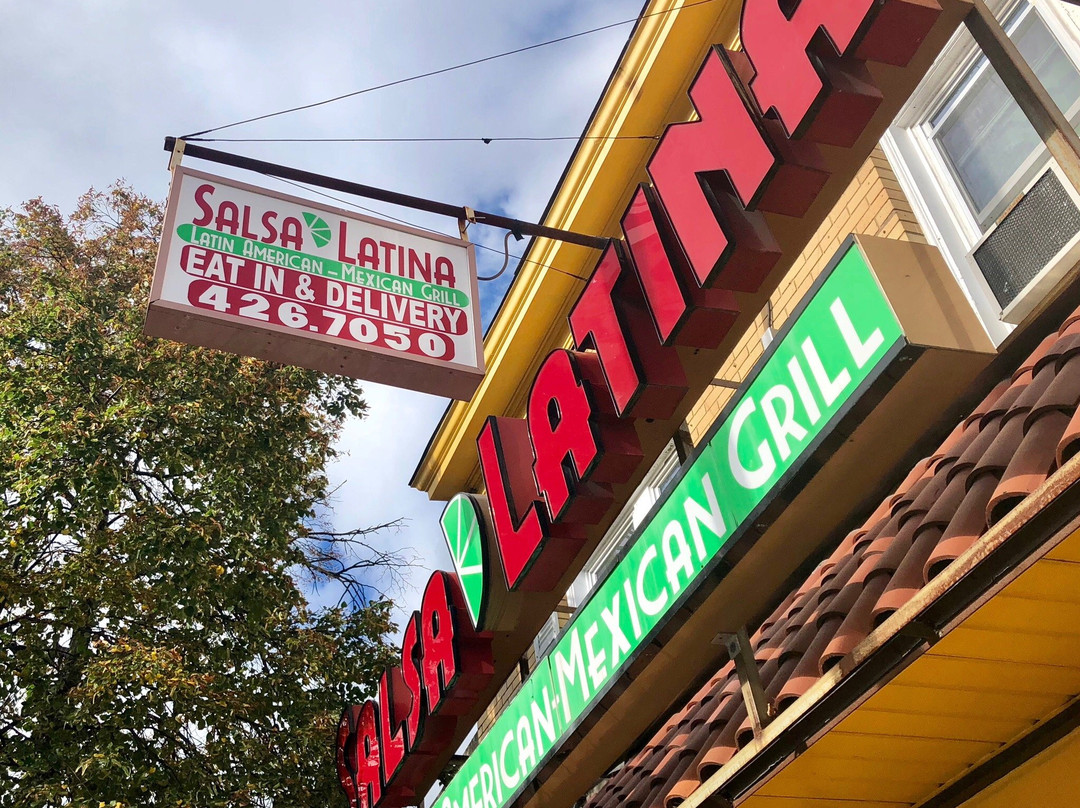 SALSA LATINA
LATIN AMERICAN - MEXICAN GRILL
EAT IN & DELIVERY
426.7050
SALSA LATINA
AMERICAN-MEXICAN GRILL